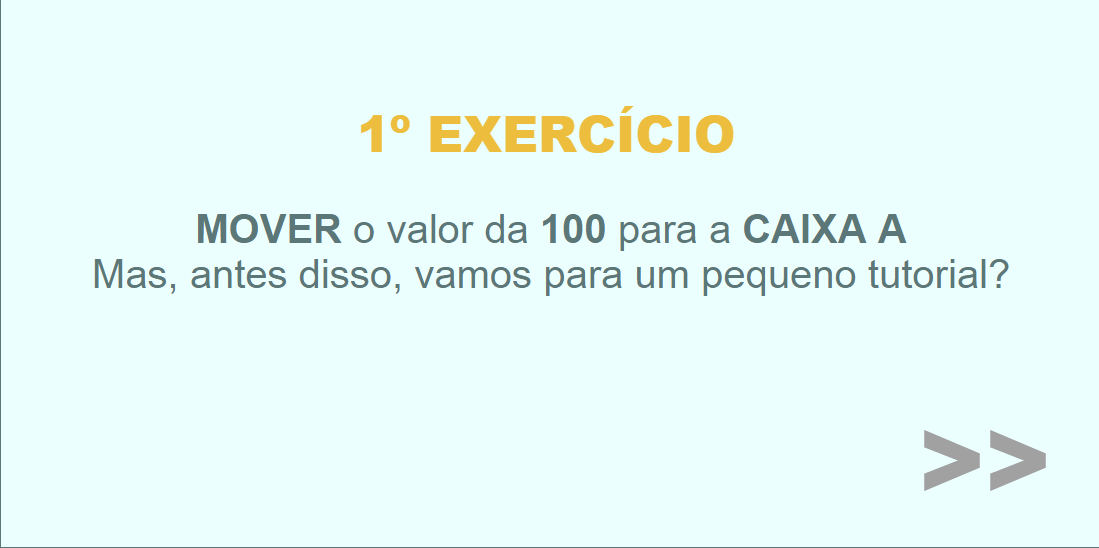 1º EXERCÍCIO
MOVER o valor da 100 para a CAIXA A
Mas, antes disso, vamos para um pequeno tutorial?
>>